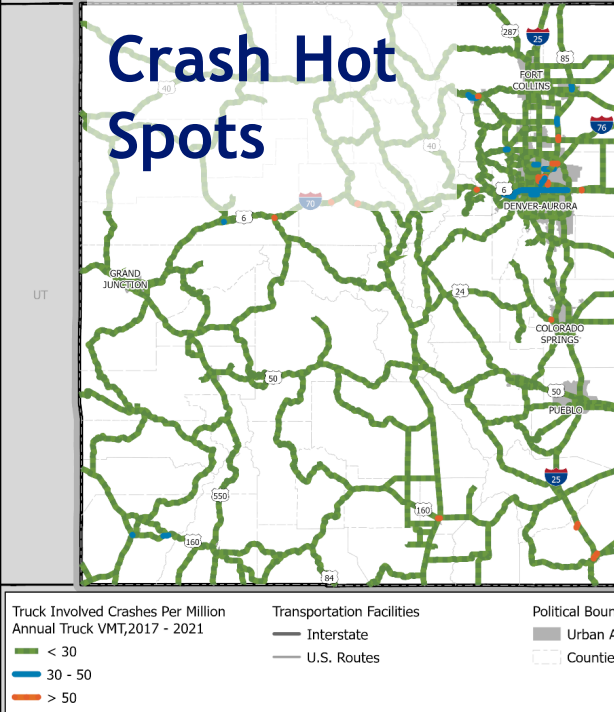 Crash Hot
Spots
287
25
85
FORT
COLLINS
40
76
40
6
DENVER-AURORA
70
6
GRAND
JUNCTION
UT
24
COLORADO
SPRINGS
50
50
PUEBLO
25
550
160
160
84
Truck Involved Crashes Per Million
Annual Truck VMT,2017 - 2021
< 30
30 - 50
> 50
Transportation Facilities
Interstate
U.S. Routes
Political Boun
Urban A
Countie